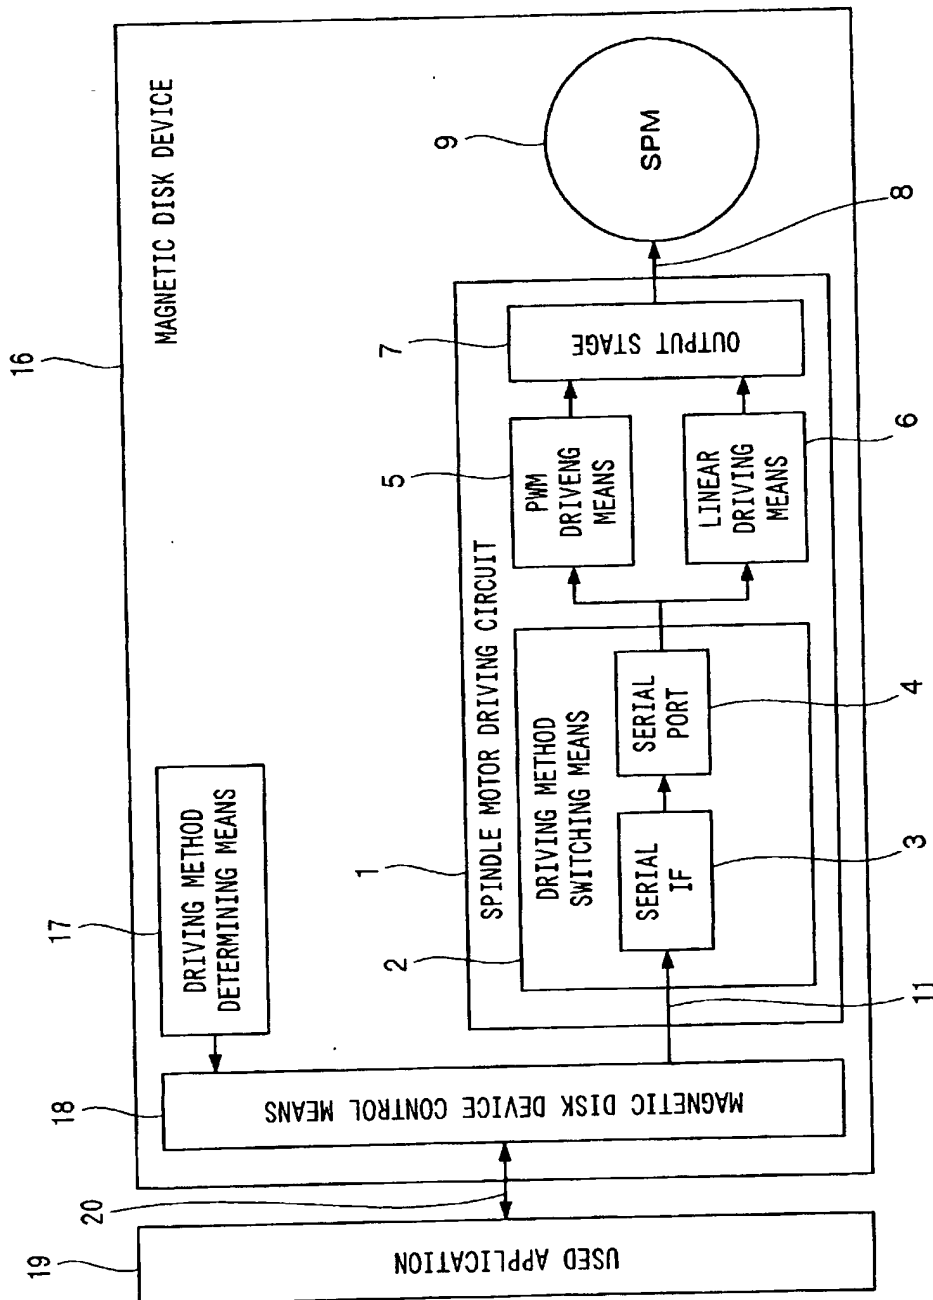 16
MAGNETIC DISK DEVICE
17
DRIVING METHOD
DETERMINING MEANS
18
MAGNETIC DISK DEVICE CONTROL MEANS
19
USED APPLICATION
20
1
SPINDLE MOTOR DRIVING CIRCUIT
2
DRIVING METHOD
SWITCHING MEANS
SERIAL
IF
3
SERIAL
PORT
4
5
PWM
DRIVENG
MEANS
LINEAR
DRIVING
MEANS
6
7
OUTPUT STAGE
8
9
SPM
11